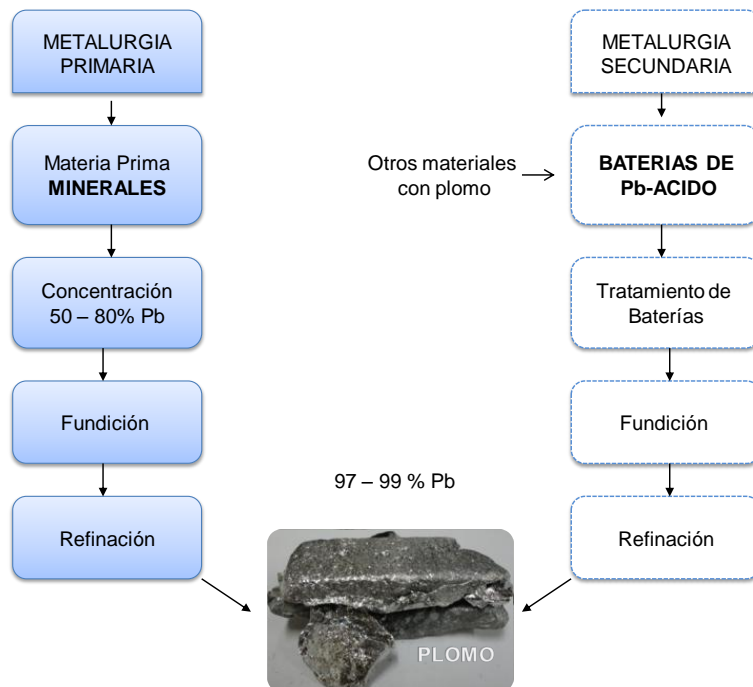 METALURGIA
PRIMARIA
Materia Prima
MINERALES
Concentración
50 – 80% Pb
Fundición
Refinación
METALURGIA
SECUNDARIA
Otros materiales
con plomo
BATERIAS DE
Pb-ACIDO
Tratamiento de
Baterías
Fundición
Refinación
97 – 99 % Pb
PLOMO